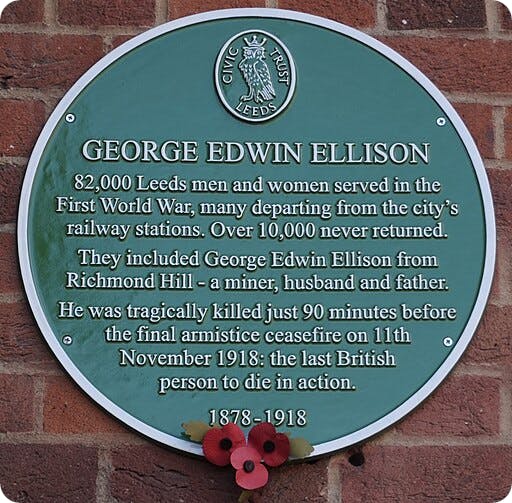 CIVIC TRUST
LEEDS
GEORGE EDWIN ELLISON
82,000 Leeds men and women served in the
First World War, many departing from the city's
railway stations. Over 10,000 never returned.
They included George Edwin Ellison from
Richmond Hill - a miner, husband and father.
He was tragically killed just 90 minutes before
the final armistice ceasefire on 11th
November 1918: the last British
person to die in action.
1878-1918